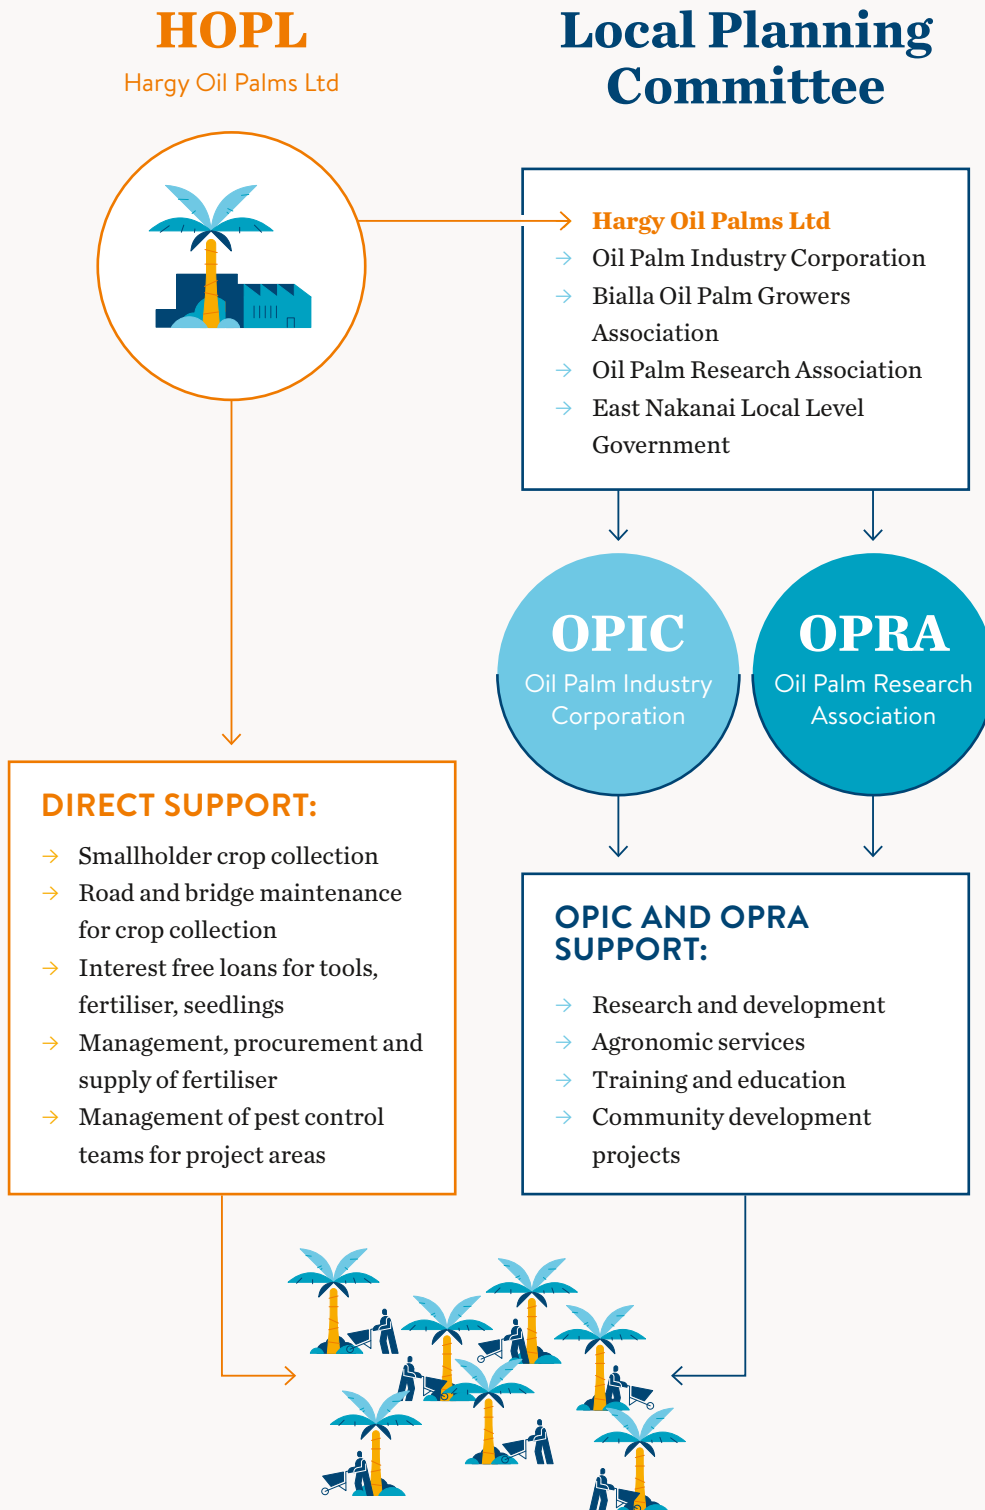 HOPL
Hargy Oil Palms Ltd
Local Planning
Committee
Hargy Oil Palms Ltd
Oil Palm Industry Corporation
Bialla Oil Palm Growers
Association
Oil Palm Research Association
East Nakanai Local Level
Government
OPIC
Oil Palm Industry
Corporation
OPRA
Oil Palm Research
Association
DIRECT SUPPORT:
Smallholder crop collection
Road and bridge maintenance
for crop collection
Interest free loans for tools,
fertiliser, seedlings
Management, procurement and
supply of fertiliser
Management of pest control
teams for project areas
OPIC AND OPRA
SUPPORT:
Research and development
Agronomic services
Training and education
Community development
projects